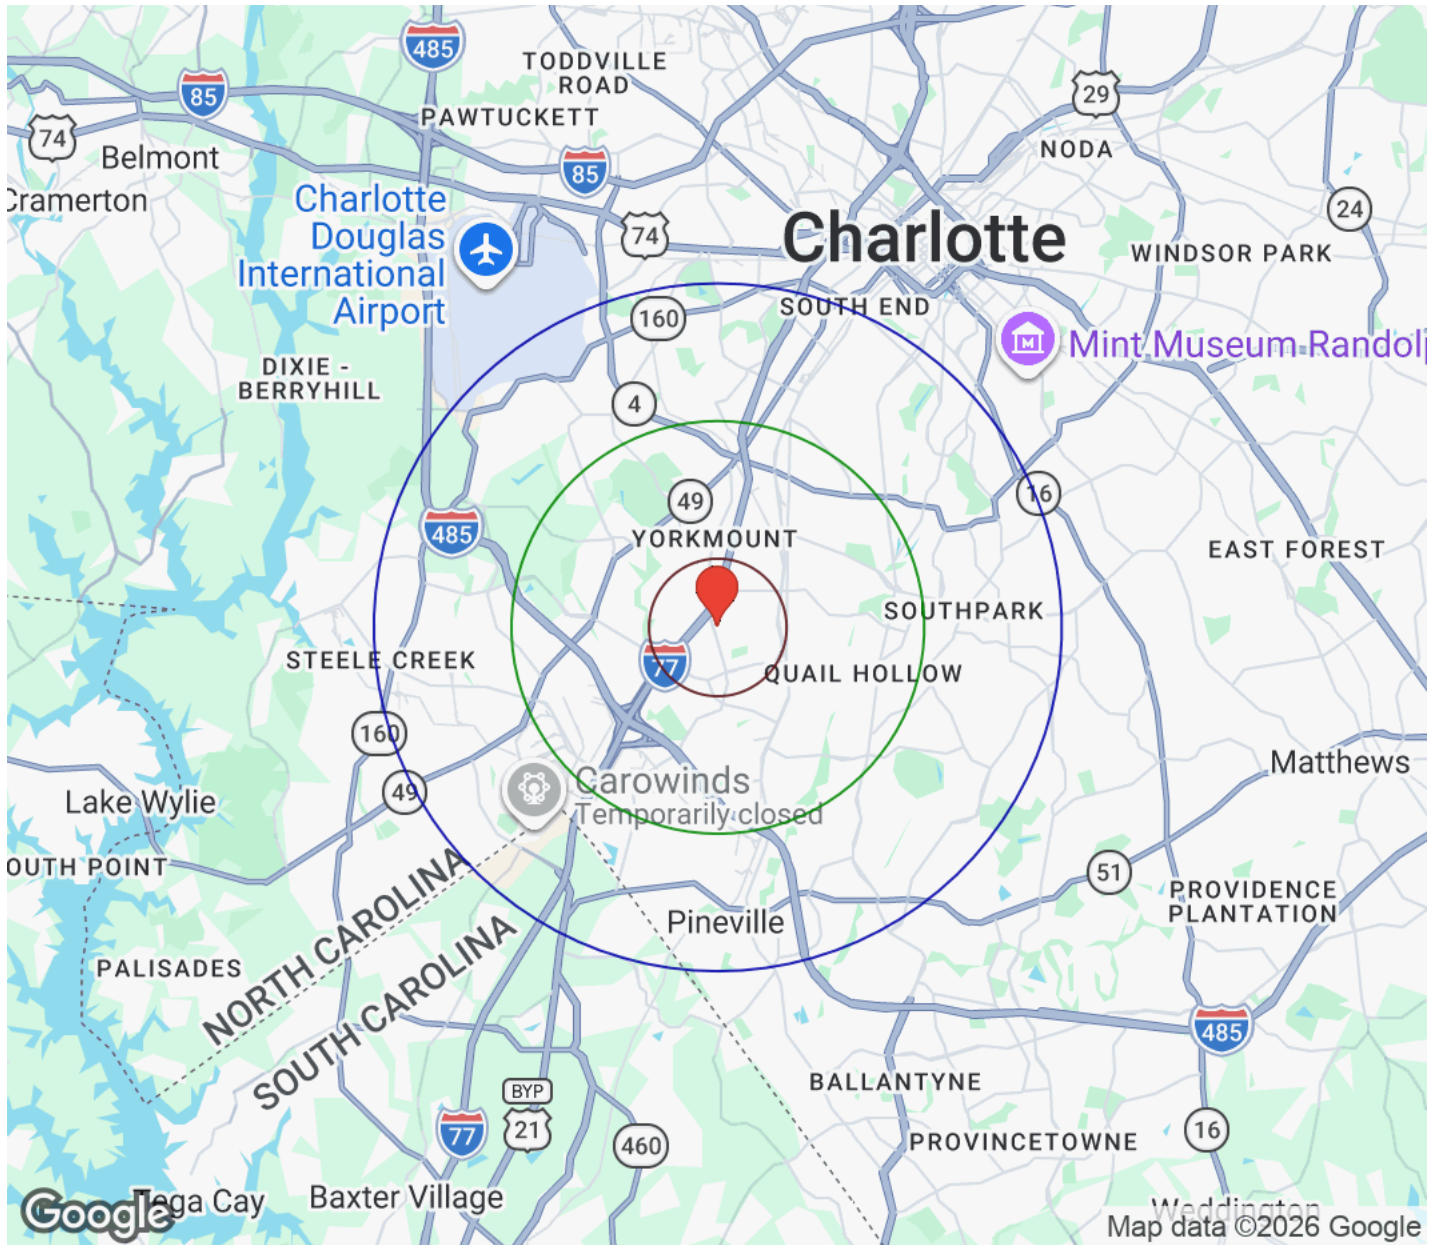 485
TODDVILLE
ROAD
85
29
PAWTUCKETT
74
Belmont
NODA
85
Cramerton
Charlotte
Douglas
International
Airport
24
74
Charlotte
WINDSOR PARK
160
SOUTH END
Mint Museum Randol
DIXIE -
BERRYHILL
4
49
16
485
YORKMOUNT
EAST FOREST
SOUTHPARK
STEELE CREEK
77
QUAIL HOLLOW
160
Matthews
Carowinds
Temporarily closed
49
Lake Wylie
OUTH POINT
51
PROVIDENCE
PLANTATION
NORTH CAROLINA
Pineville
SOUTH CAROLINA
PALISADES
485
BALLANTYNE
BYP
21
77
460
16
PROVINCETOWNE
Tega Cay
Baxter Village
Weddington
Google
Map data ©2026 Google